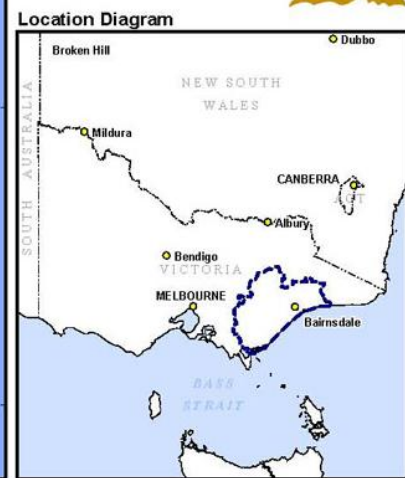 Location Diagram
Dubbo
Broken Hill
NEW SOUTH
WALES
SOUTH AUSTRALIA
Mildura
CANBERRA
ACT
Albury
Bendigo
VICTORIA
MELBOURNE
Bairnsdale
BASS
STRAIT